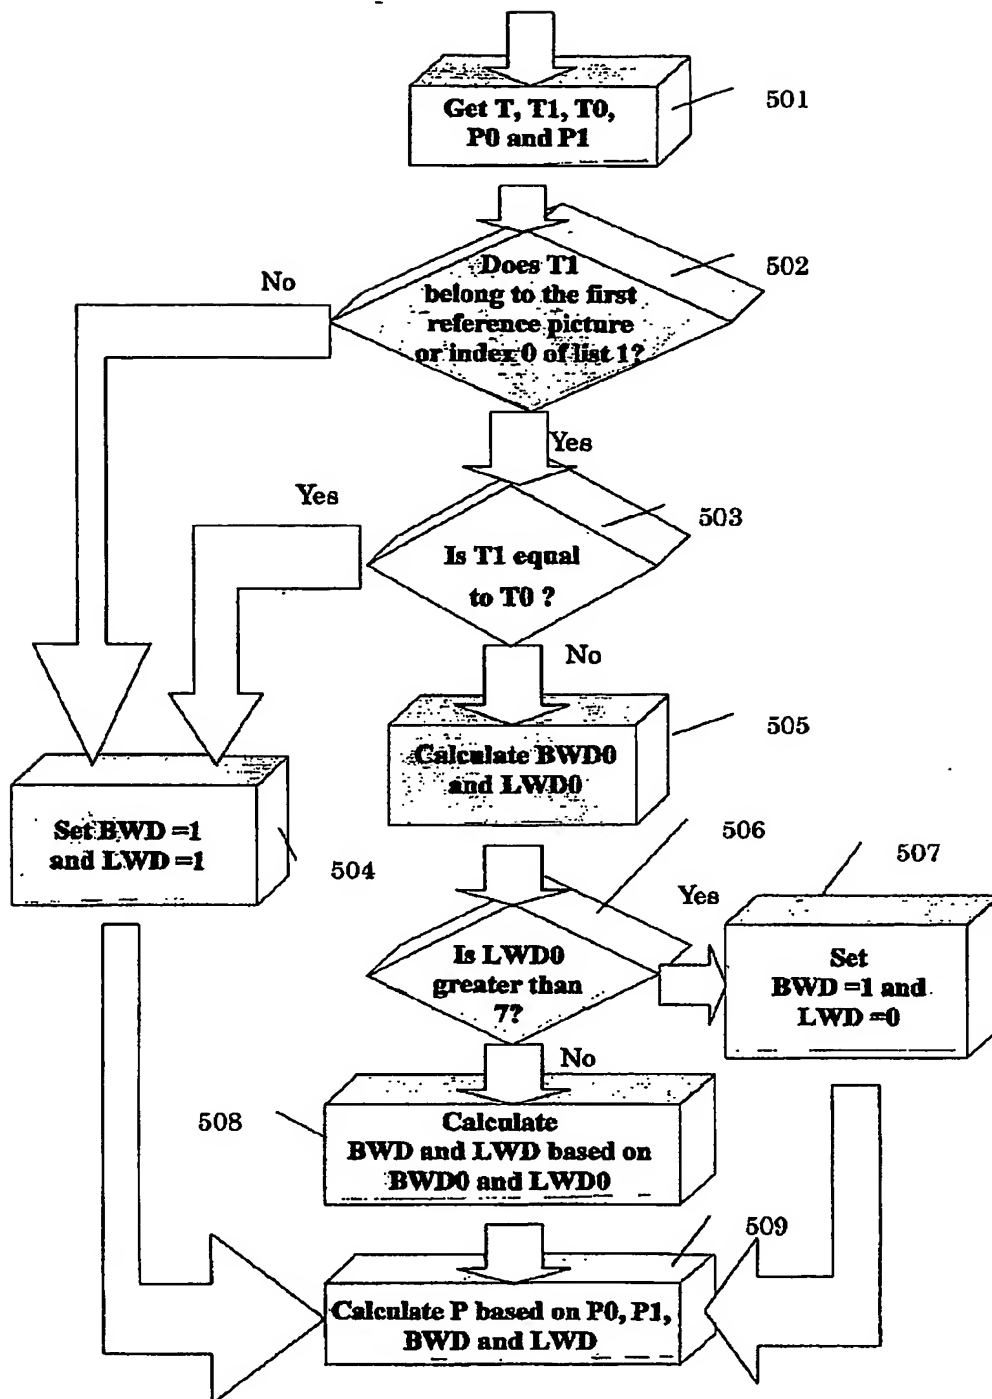 Get T, T1, T0,
P0 and P1
501
Does T1
belong to the first
reference picture
or index 0 of list 1?
502
No
Yes
Is T1 equal
to T0 ?
503
Yes
No
Calculate BWD0
and LWD0
505
Set BWD =1
and LWD =1
504
Is LWD0
greater than
7?
506
Yes
Set
BWD =1 and
LWD =0
507
No
Calculate
BWD and LWD based on
BWD0 and LWD0
508
Calculate P based on P0, P1,
BWD and LWD
509